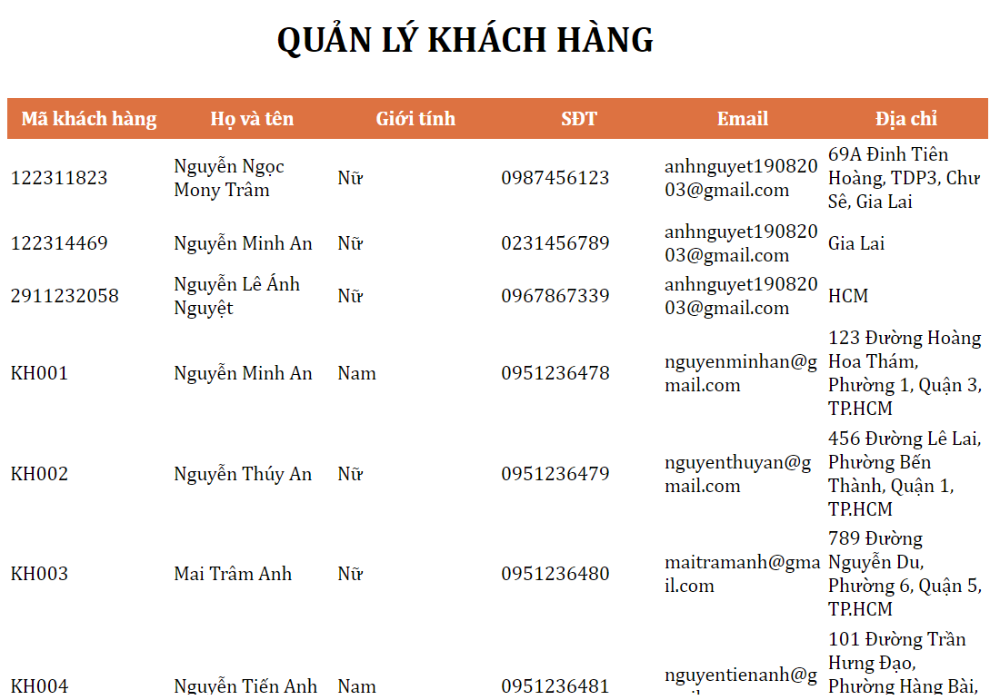 QUẢN LÝ KHÁCH HÀNG
Mã khách hàng Họ và tên Giới tính SĐT Email Địa chỉ
122311823 Nguyễn Ngọc Mony Trâm Nữ 0987456123 anhnguyet19082003@gmail.com 69A Đinh Tiên Hoàng, TDP3, Chư Sê, Gia Lai
122314469 Nguyễn Minh An Nữ 0231456789 anhnguyet19082003@gmail.com Gia Lai
2911232058 Nguyễn Lê Ánh Nguyệt Nữ 0967867339 anhnguyet19082003@gmail.com HCM
KH001 Nguyễn Minh An Nam 0951236478 nguyenminhan@gmail.com 123 Đường Hoàng Hoa Thám, Phường 1, Quận 3, TP.HCM
KH002 Nguyễn Thúy An Nữ 0951236479 nguyenthuyan@gmail.com 456 Đường Lê Lai, Phường Bến Thành, Quận 1, TP.HCM
KH003 Mai Trâm Anh Nữ 0951236480 maitramanh@gmail.com 789 Đường Nguyễn Du, Phường 6, Quận 5, TP.HCM
KH004 Nguyễn Tiến Anh Nam 0951236481 nguyentienanh@g 101 Đường Trần Hưng Đạo, Phường Hàng Bài,